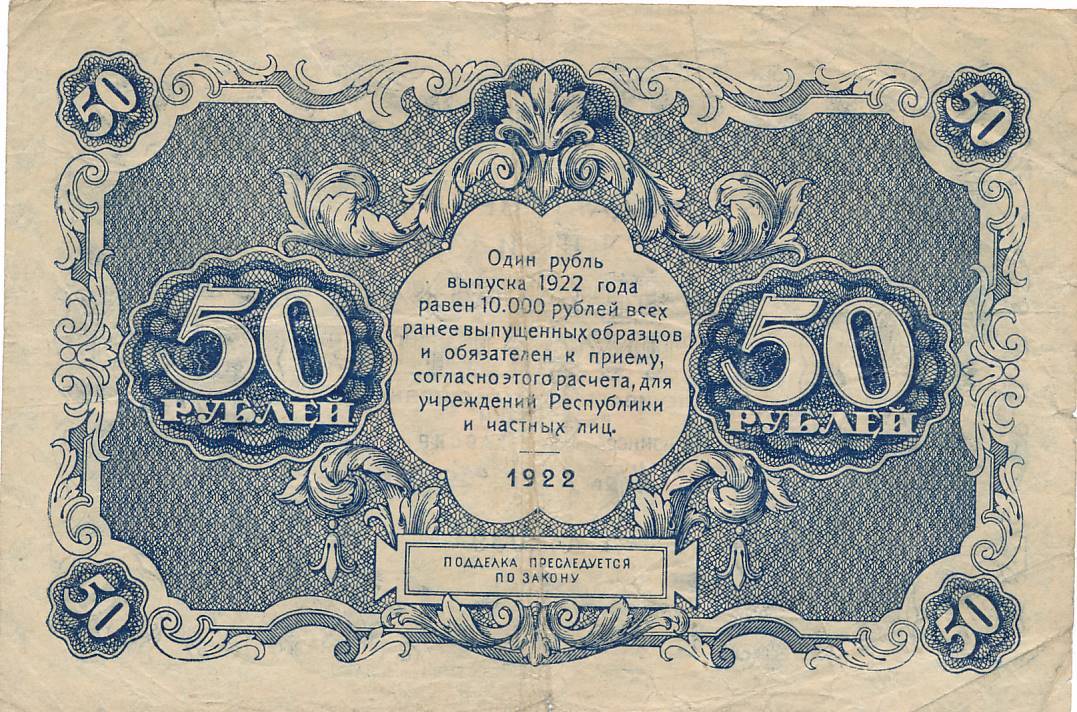 50
50
Один рубль
выпуска 1922 года
равен 10.000 рублей всех
ранее выпущенных образцов
и обязателен к приему,
согласно этого расчета, для
учреждений Республики
и частных лиц.
1922
50
РУБЛЕЙ
50
РУБЛЕЙ
ПОДДЕЛКА ПРЕСЛЕДУЕТСЯ
ПО ЗАКОНУ
50
50